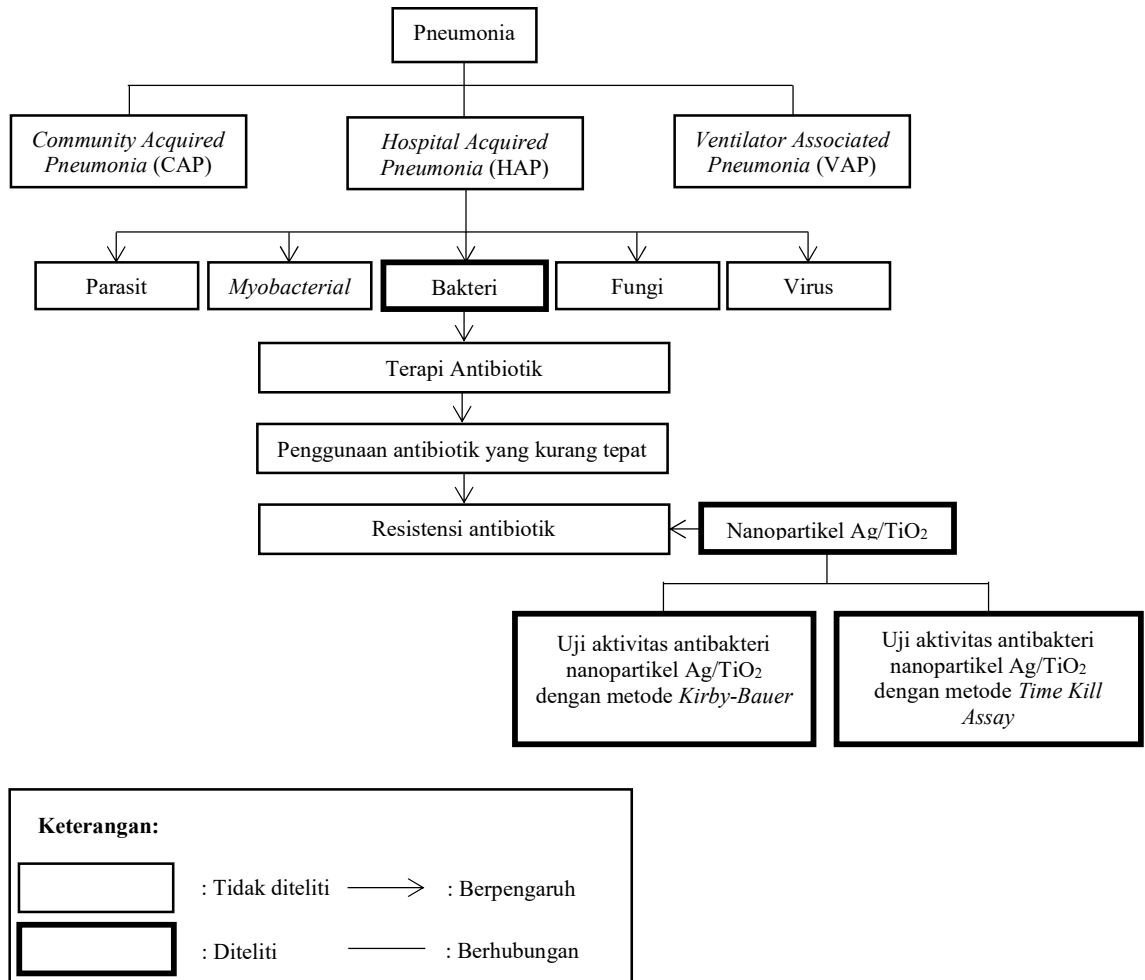 Pneumonia
Community Acquired
Pneumonia (CAP)
Hospital Acquired
Pneumonia (HAP)
Ventilator Associated
Pneumonia (VAP)
Parasit
Myobacterial
Bakteri
Fungi
Virus
Terapi Antibiotik
Penggunaan antibiotik yang kurang tepat
Resistensi antibiotik
Nanopartikel Ag/TiO₂
Uji aktivitas antibakteri
nanopartikel Ag/TiO₂
dengan metode Kirby-Bauer
Uji aktivitas antibakteri
nanopartikel Ag/TiO₂
dengan metode Time Kill
Assay
Keterangan:
: Tidak diteliti
: Berpengaruh
: Diteliti
: Berhubungan